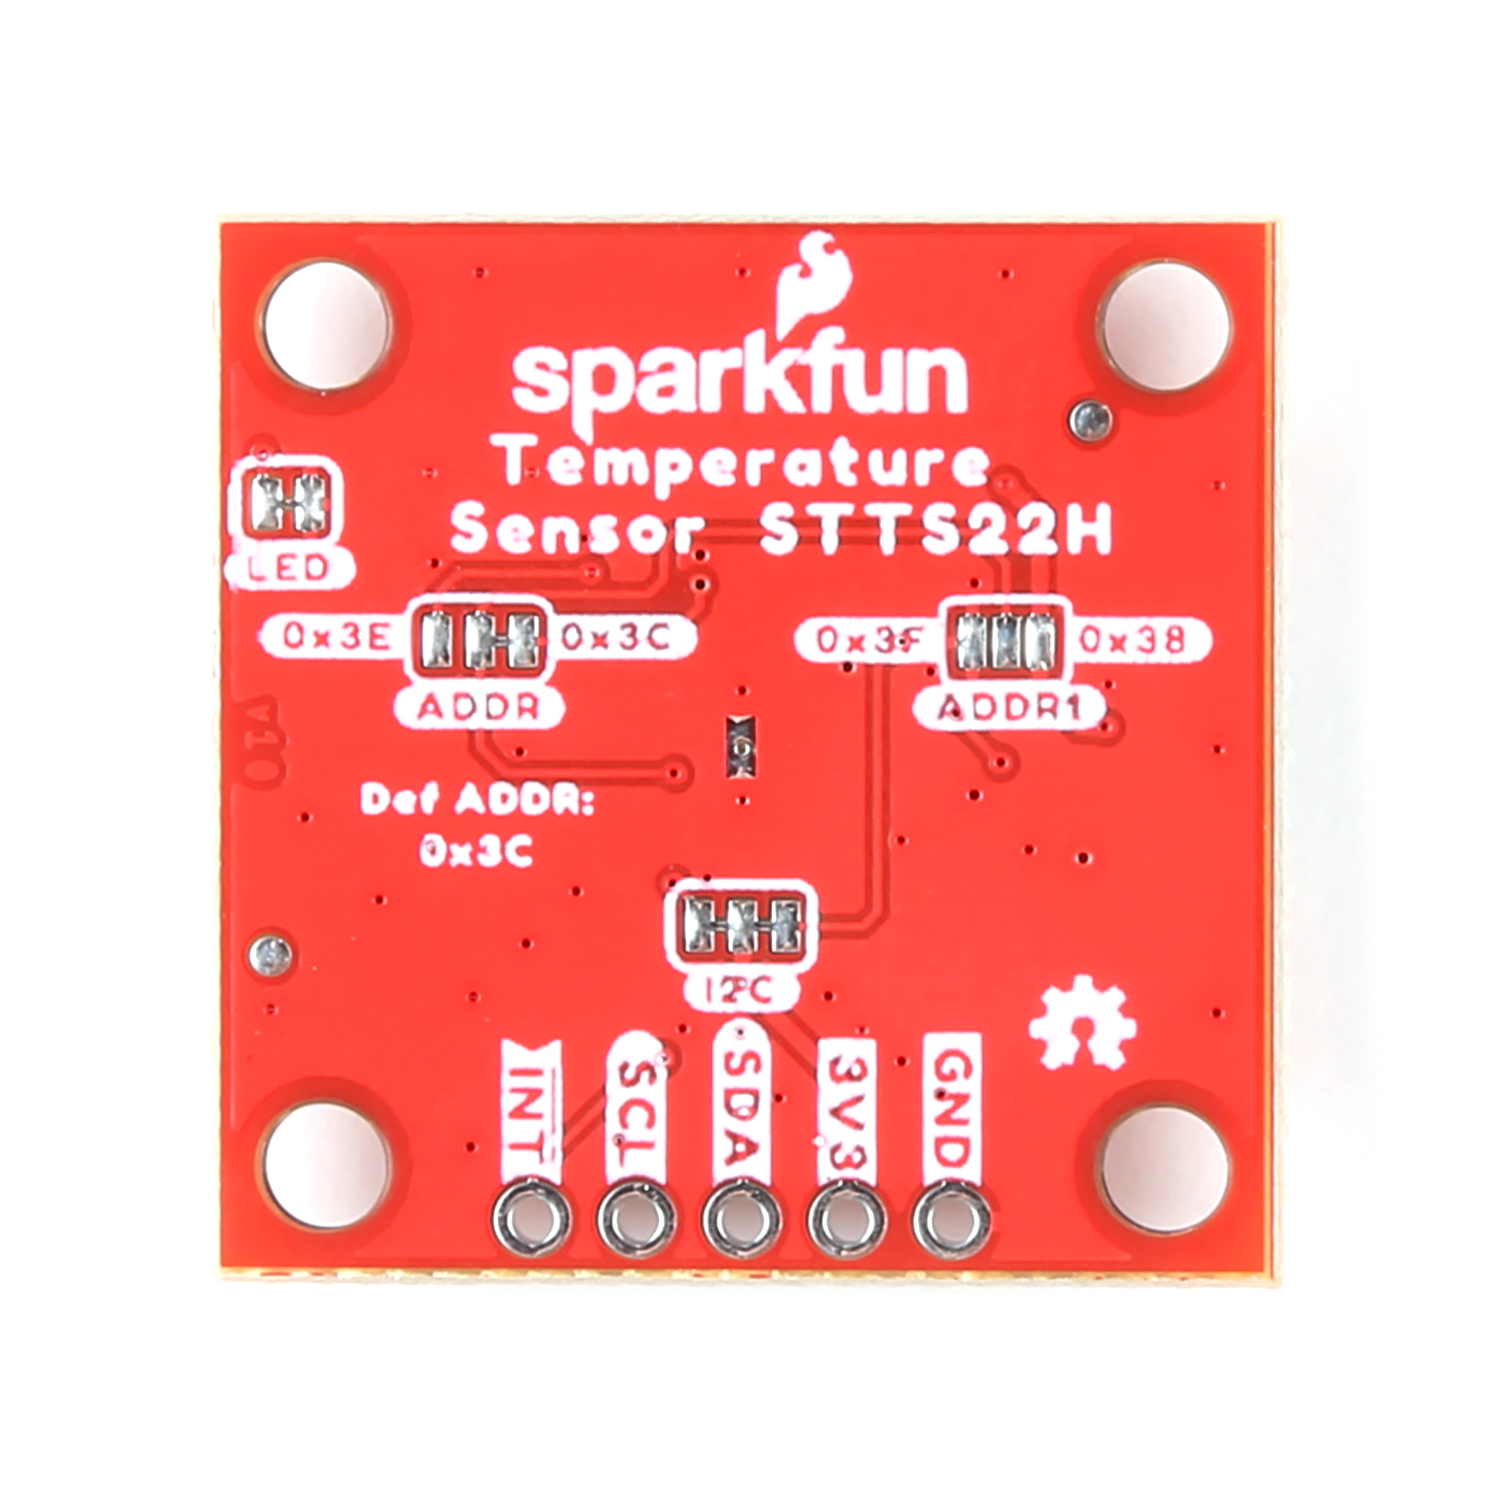 sparkfun
Temperature
Sensor STTS22H
LED
0x3E 0x3C
ADDR
0x3F 0x38
ADDR1
V10
Def ADDR:
0x3C
I²C
INT
SCL
SDA
3V3
GND